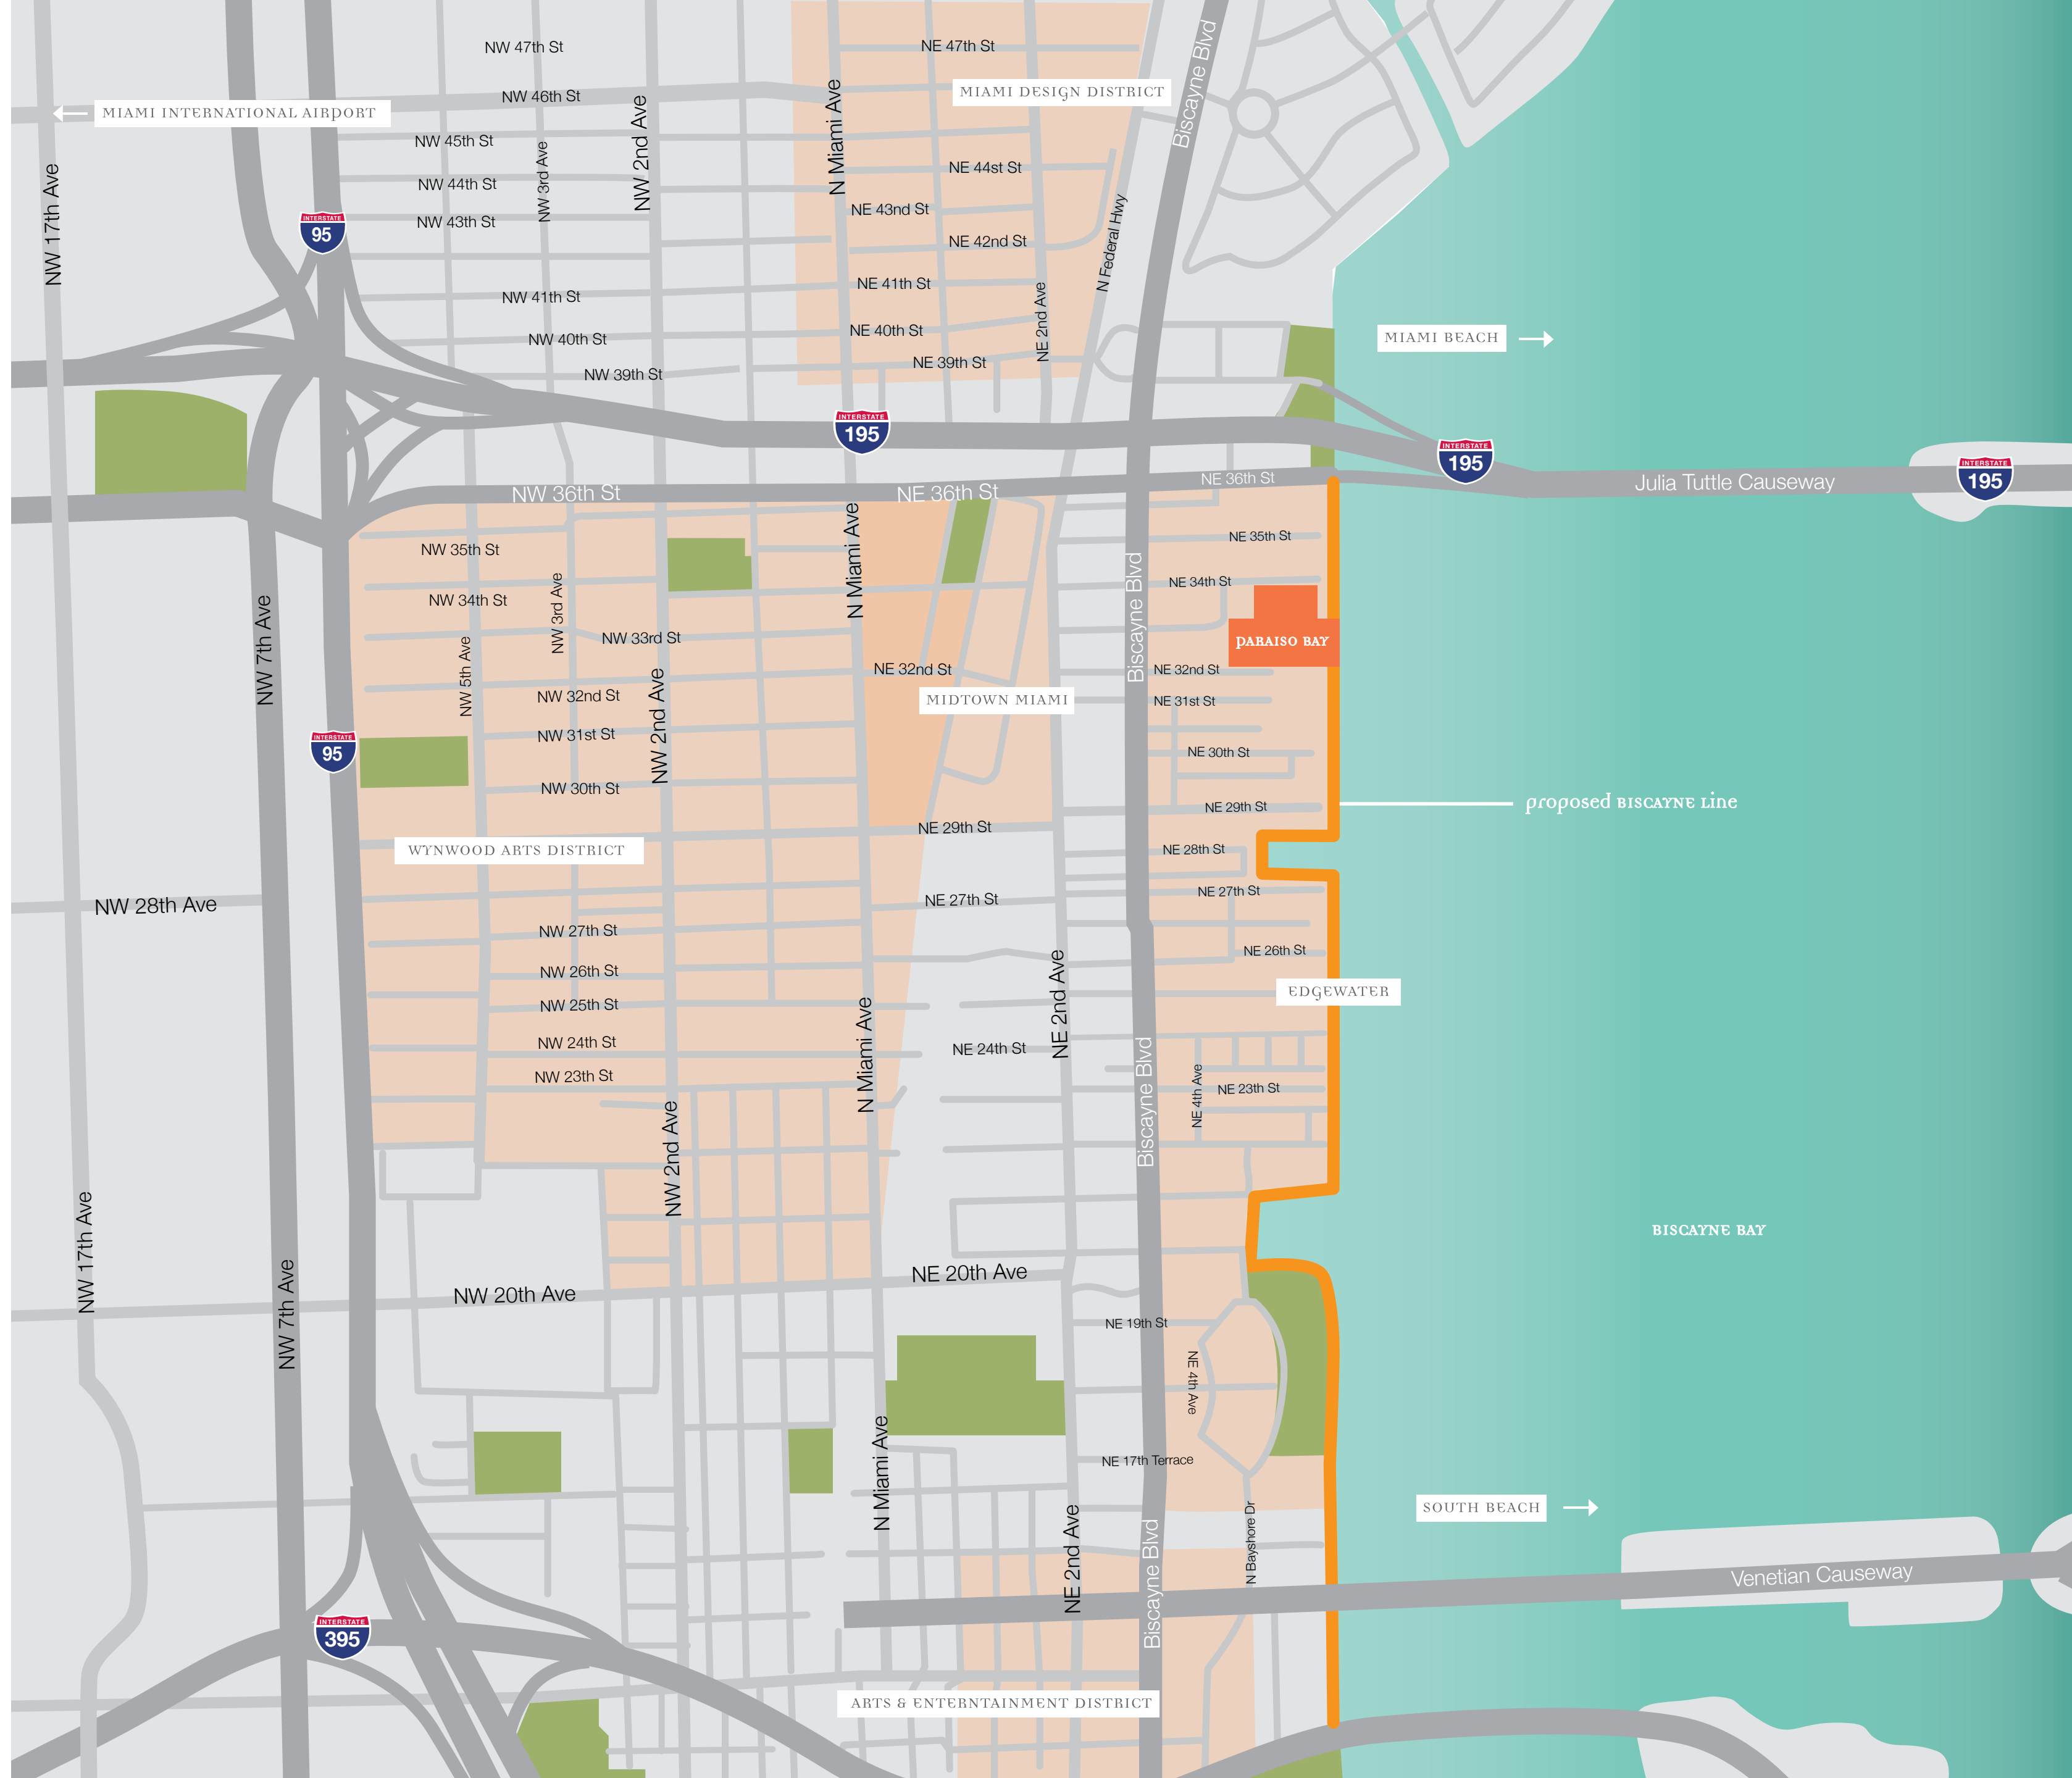 NW 47th St
NE 47th St
Biscayne Blvd
MIAMI DESIGN DISTRICT
NW 46th St
MIAMI INTERNATIONAL AIRPORT
N Miami Ave
NW 2nd Ave
NW 45th St
NW 3rd Ave
NE 44st St
NW 44th St
NW 17th Ave
NE 43nd St
NW 43rd St
INTERSTATE
95
NE 42nd St
N Federal Hwy
NE 41th St
NW 41th St
NE 2nd Ave
NE 40th St
NW 40th St
MIAMI BEACH
NE 39th St
NW 39th St
INTERSTATE
195
INTERSTATE
195
INTERSTATE
195
NE 36th St
Julia Tuttle Causeway
NW 36th St
NE 36th St
NE 35th St
NW 35th St
N Miami Ave
Biscayne Blvd
NE 34th St
NW 34th St
NW 3rd Ave
NW 7th Ave
NW 33rd St
PARAISO BAY
NW 5th Ave
NE 32nd St
NE 32nd St
NW 32nd St
NW 2nd Ave
MIDTOWN MIAMI
NE 31st St
NW 31st St
INTERSTATE
95
NE 30th St
NW 30th St
proposed BISCAYNE Line
NE 29th St
NE 29th St
WYNWOOD ARTS DISTRICT
NE 28th St
NE 27th St
NE 27th St
NW 28th Ave
NW 27th St
NE 26th St
NW 26th St
EDGEWATER
NE 2nd Ave
NW 25th St
N Miami Ave
NW 24th St
NE 24th St
NW 23th St
NE 23th St
NE 4th Ave
Biscayne Blvd
NW 2nd Ave
BISCAYNE BAY
NW 17th Ave
NE 20th Ave
NW 20th Ave
NW 7th Ave
NE 19th St
NE 4th Ave
N Miami Ave
NE 17th Terrace
SOUTH BEACH
NE 2nd Ave
N Bayshore Dr
Biscayne Blvd
Venetian Causeway
INTERSTATE
395
ARTS & ENTERNTAINMENT DISTRICT